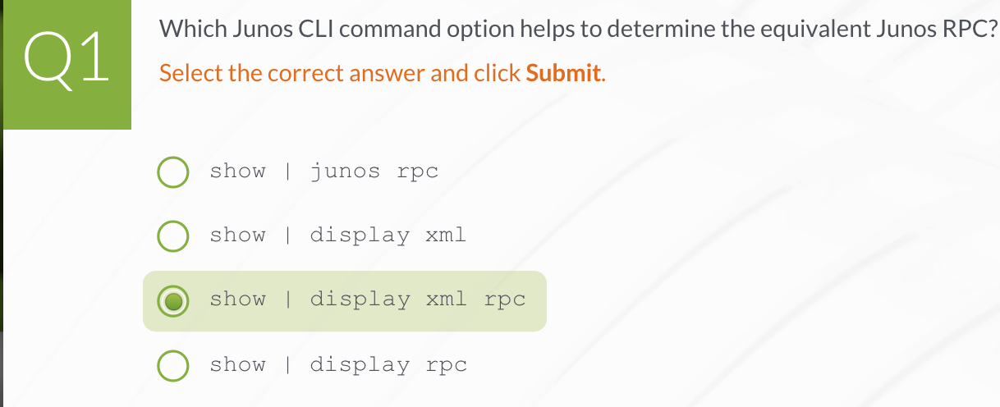 Q1
Which Junos CLI command option helps to determine the equivalent Junos RPC?
Select the correct answer and click Submit.
show | junos rpc
show | display xml
show | display xml rpc
show | display rpc